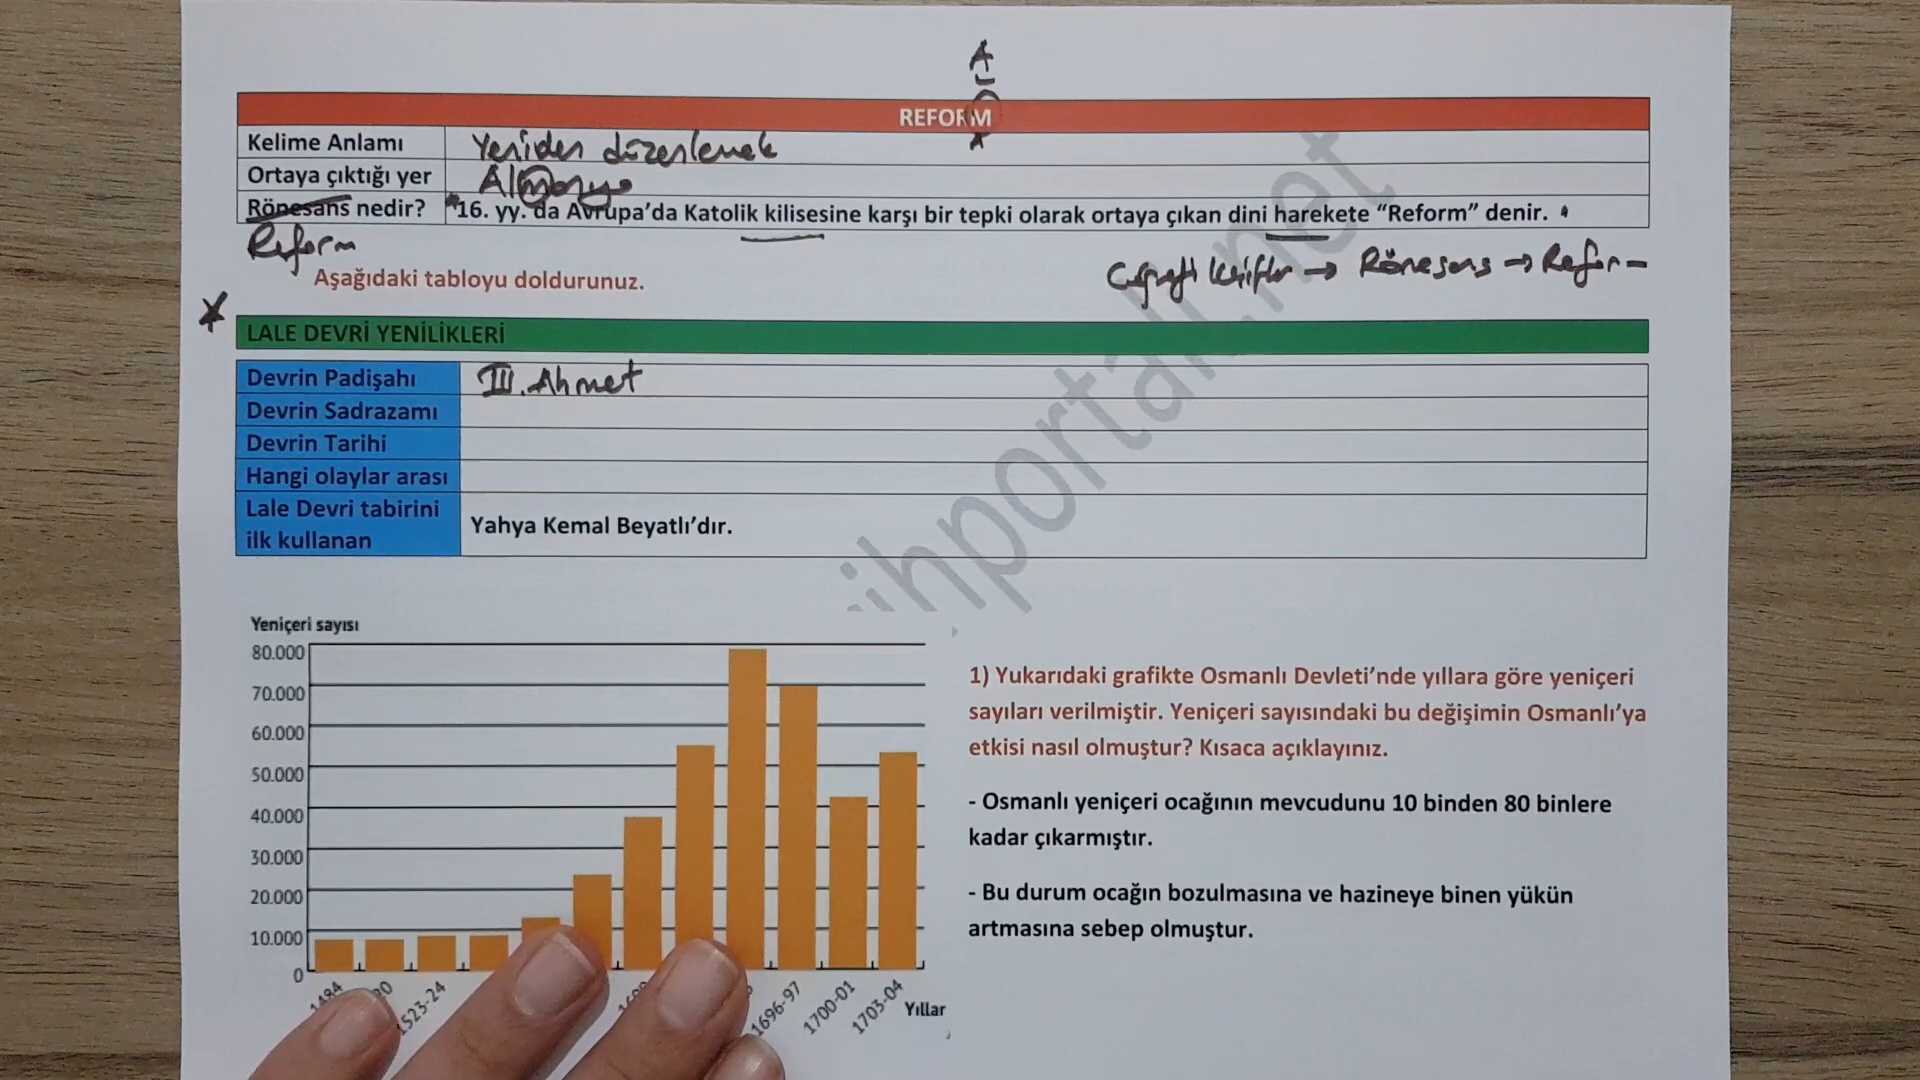 A
REFORM
Kelime Anlamı Yeniden düzenlemek
Ortaya çıktığı yer Almanya
Rönesans nedir? 16. yy. da Avrupa’da Katolik kilisesine karşı bir tepki olarak ortaya çıkan dini harekete “Reform” denir.
Reform
Coğrafi Keşifler → Rönesans → Reform
Aşağıdaki tabloyu doldurunuz.
LALE DEVRİ YENİLİKLERİ
Devrin Padişahı III. Ahmet
Devrin Sadrazamı
Devrin Tarihi
Hangi olaylar arası
Lale Devri tabirini
ilk kullanan
Yahya Kemal Beyatlı’dır.
ihportali.net
Yeniçeri sayısı
80.000
70.000
60.000
50.000
40.000
30.000
20.000
10.000
0
1484
1523-24
1696-97
1700-01
1703-04
Yıllar
1) Yukarıdaki grafikte Osmanlı Devleti’nde yıllara göre yeniçeri
sayıları verilmiştir. Yeniçeri sayısındaki bu değişimin Osmanlı’ya
etkisi nasıl olmuştur? Kısaca açıklayınız.
- Osmanlı yeniçeri ocağının mevcudunu 10 binden 80 binlere
kadar çıkarmıştır.
- Bu durum ocağın bozulmasına ve hazineye binen yükün
artmasına sebep olmuştur.